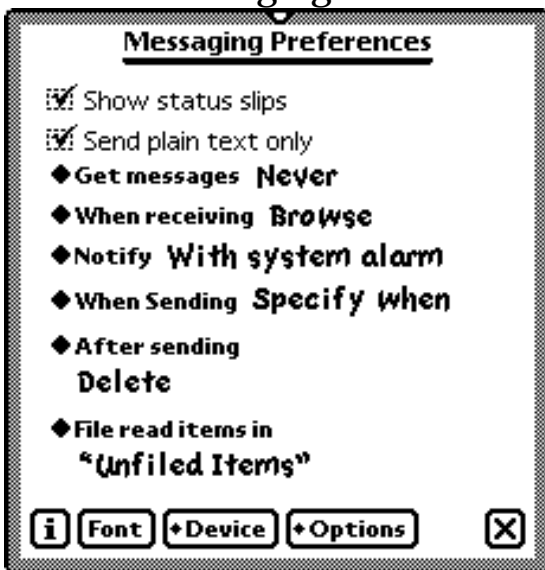 Messaging Preferences
Show status slips
Send plain text only
◆Get messages Never
◆When receiving Browse
◆Notify With system alarm
◆When Sending Specify when
◆After sending
Delete
◆File read items in
“Unfiled Items”
i Font ◆Device ◆Options X